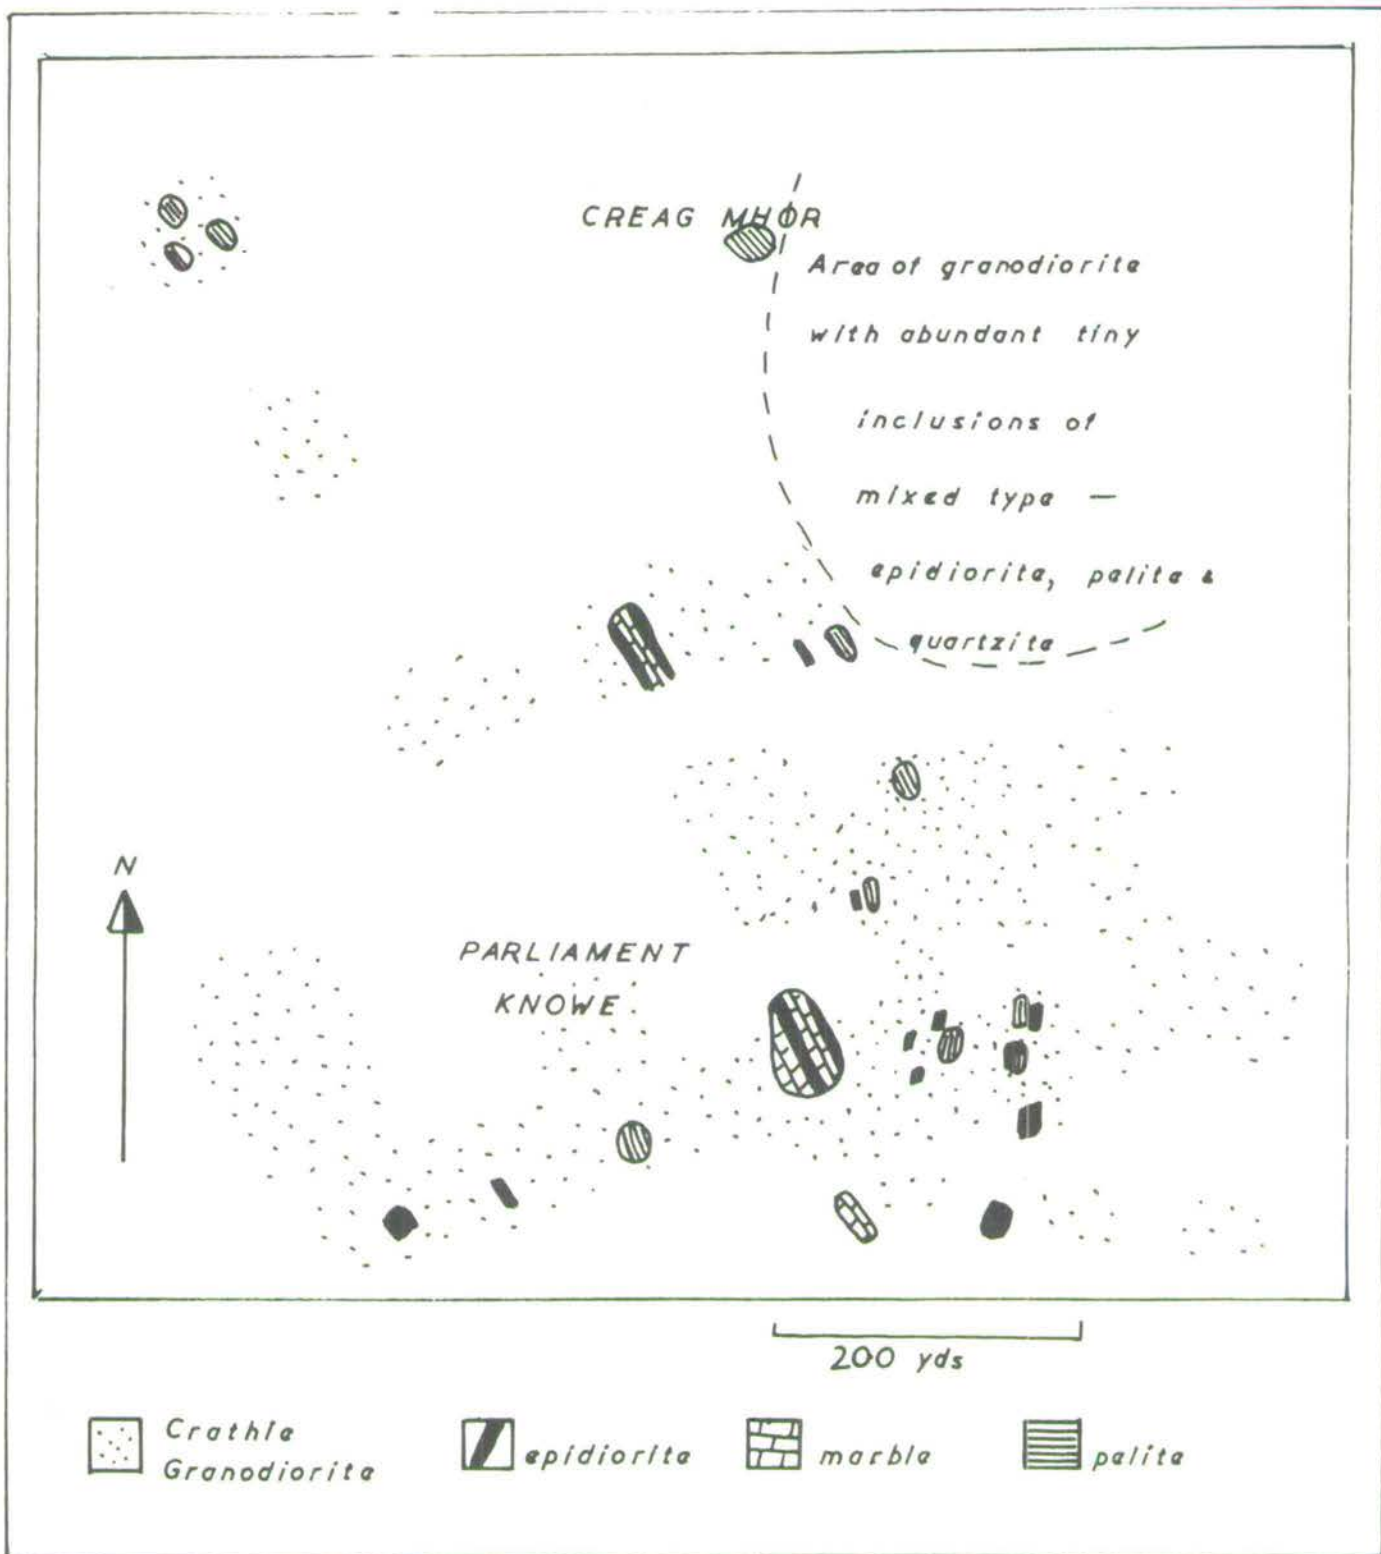 CREAG MHOR
Area of granodiorite
with abundant tiny
inclusions of
mixed type —
epidiorite, pelite &
quartzite
N
PARLIAMENT
KNOWE
200 yds
Crathie
Granodiorite
epidiorite
marble
pelite